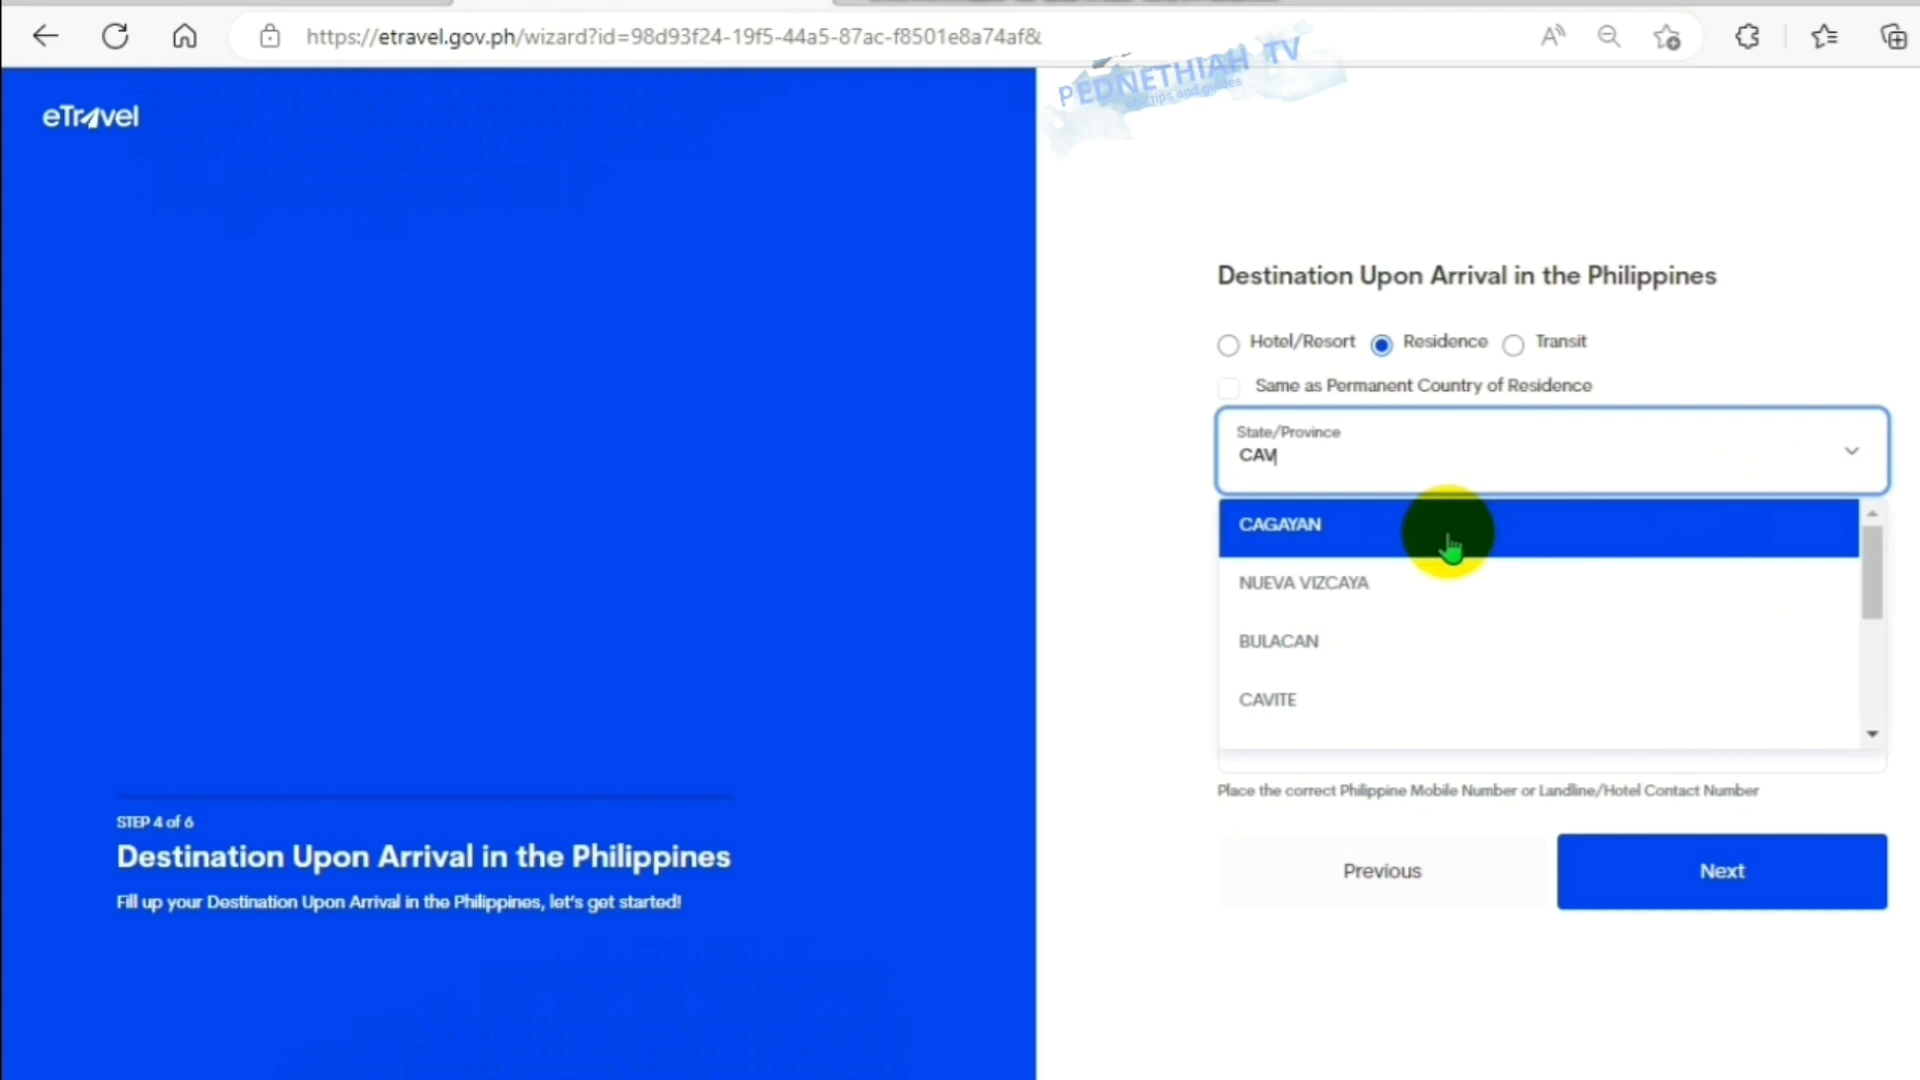 https://etravel.gov.ph/wizard?id=98d93f24-19f5-44a5-87ac-f8501e8a74af&
PEDNETHIAH TV
tips and guides
eTravel
Destination Upon Arrival in the Philippines
Hotel/Resort Residence Transit
Same as Permanent Country of Residence
State/Province
CAV
CAGAYAN
NUEVA VIZCAYA
BULACAN
CAVITE
Place the correct Philippine Mobile Number or Landline/Hotel Contact Number
Previous Next
STEP 4 of 6
Destination Upon Arrival in the Philippines
Fill up your Destination Upon Arrival in the Philippines, let's get started!